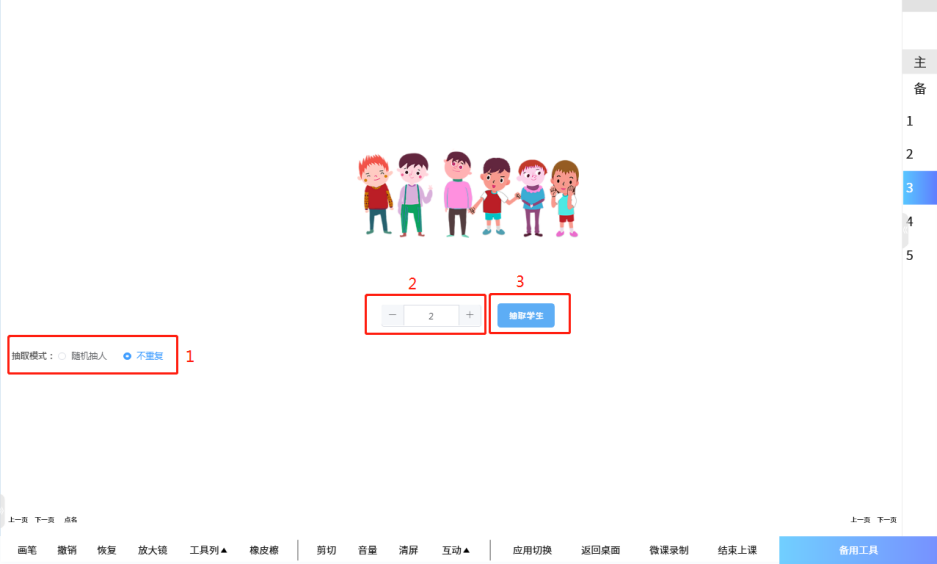 主
备
1
2
3
4
5
2
3
－ 2 ＋
抽取学生
抽取模式： 随机抽人 不重复
1
上一页 下一页 点名
上一页 下一页
画笔 撤销 恢复 放大镜 工具列▲ 橡皮檫 剪切 音量 清屏 互动▲ 应用切换 返回桌面 微课录制 结束上课 备用工具